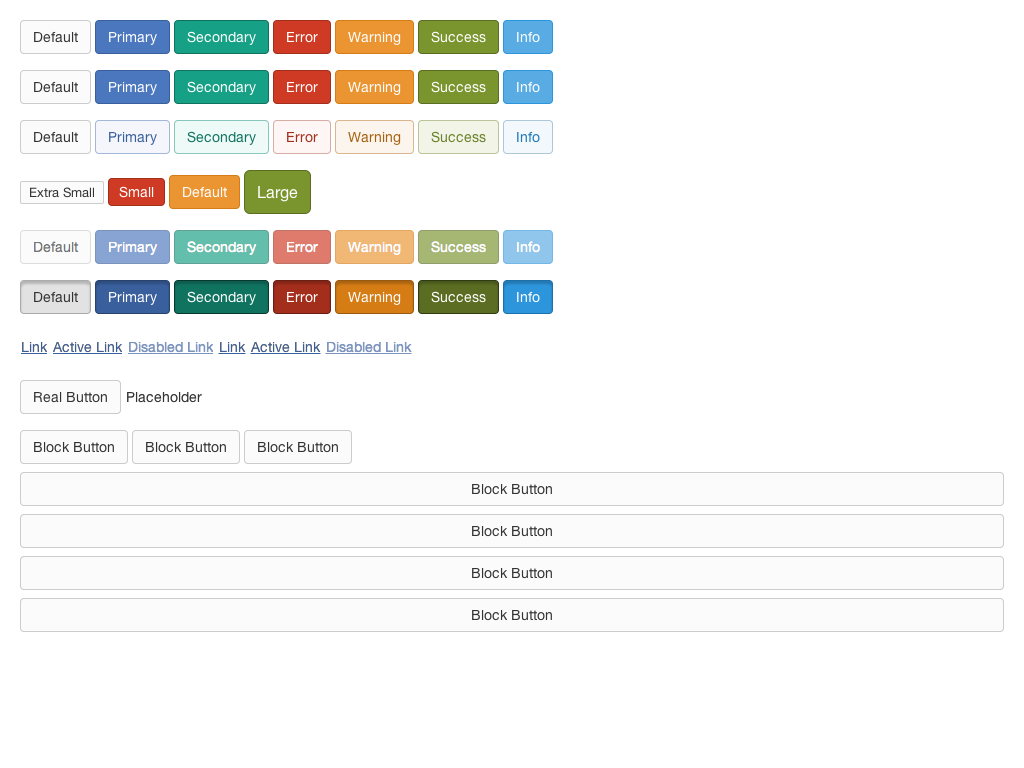 Default Primary Secondary Error Warning Success Info
Default Primary Secondary Error Warning Success Info
Default Primary Secondary Error Warning Success Info
Extra Small Small Default Large
Default Primary Secondary Error Warning Success Info
Default Primary Secondary Error Warning Success Info
Link Active Link Disabled Link Link Active Link Disabled Link
Real Button Placeholder
Block Button Block Button Block Button
Block Button
Block Button
Block Button
Block Button